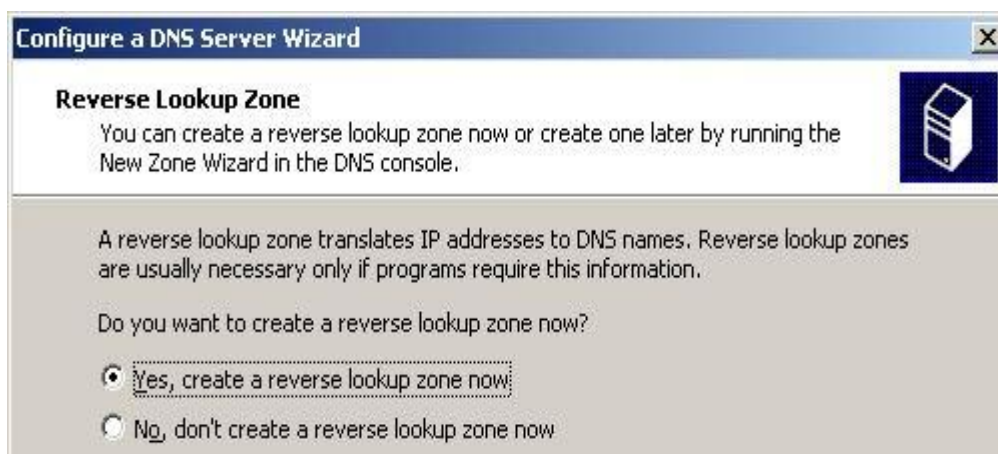 Configure a DNS Server Wizard
Reverse Lookup Zone
You can create a reverse lookup zone now or create one later by running the
New Zone Wizard in the DNS console.
A reverse lookup zone translates IP addresses to DNS names. Reverse lookup zones
are usually necessary only if programs require this information.
Do you want to create a reverse lookup zone now?
Yes, create a reverse lookup zone now
No, don't create a reverse lookup zone now